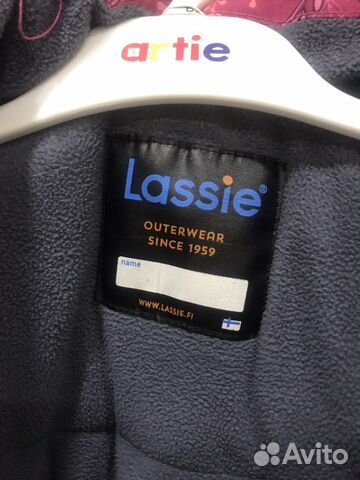 artie
Lassie®
OUTERWEAR
SINCE 1959
name
WWW.LASSIE.FI
Avito